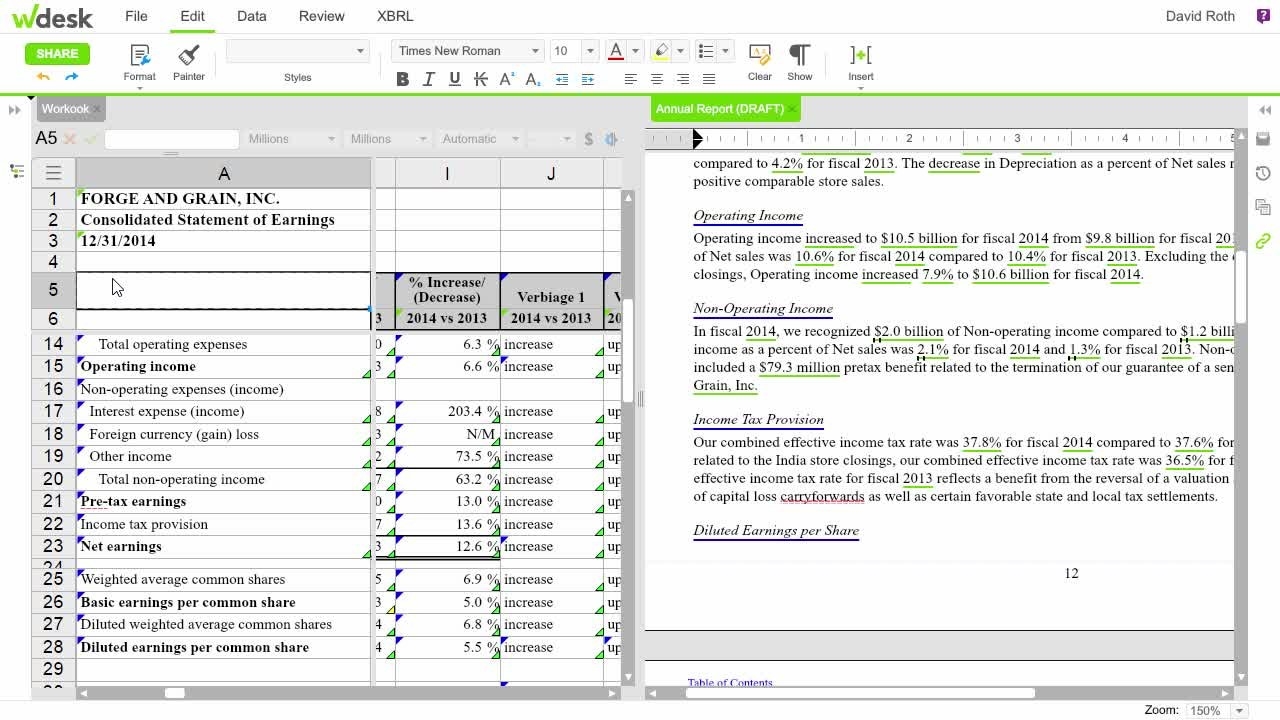 wdesk File Edit Data Review XBRL David Roth ?
SHARE Format Painter Styles Times New Roman 10 Clear Show Insert
Workook × Annual Report (DRAFT) ×
A5 Millions Millions Automatic $
1 2 3 4 5
A I J
1 FORGE AND GRAIN, INC.
2 Consolidated Statement of Earnings
3 12/31/2014
4
5 % Increase/ (Decrease) Verbiage 1 V
6 3 2014 vs 2013 2014 vs 2013 20
14 Total operating expenses 0 6.3 % increase up
15 Operating income 3 6.6 % increase up
16 Non-operating expenses (income)
17 Interest expense (income) 8 203.4 % increase up
18 Foreign currency (gain) loss 3 N/M increase up
19 Other income 2 73.5 % increase up
20 Total non-operating income 7 63.2 % increase up
21 Pre-tax earnings 0 13.0 % increase up
22 Income tax provision 7 13.6 % increase up
23 Net earnings 3 12.6 % increase up
24
25 Weighted average common shares 5 6.9 % increase up
26 Basic earnings per common share 3 5.0 % increase up
27 Diluted weighted average common shares 4 6.8 % increase up
28 Diluted earnings per common share 4 5.5 % increase up
29
compared to 4.2% for fiscal 2013. The decrease in Depreciation as a percent of Net sales
positive comparable store sales.
Operating Income
Operating income increased to $10.5 billion for fiscal 2014 from $9.8 billion for fiscal
of Net sales was 10.6% for fiscal 2014 compared to 10.4% for fiscal 2013. Excluding the
closings, Operating income increased 7.9% to $10.6 billion for fiscal 2014.
Non-Operating Income
In fiscal 2014, we recognized $2.0 billion of Non-operating income compared to $1.2 billi
income as a percent of Net sales was 2.1% for fiscal 2014 and 1.3% for fiscal 2013. Non-o
included a $79.3 million pretax benefit related to the termination of our guarantee of a sen
Grain, Inc.
Income Tax Provision
Our combined effective income tax rate was 37.8% for fiscal 2014 compared to 37.6% for
related to the India store closings, our combined effective income tax rate was 36.5% for f
effective income tax rate for fiscal 2013 reflects a benefit from the reversal of a valuation
of capital loss carryforwards as well as certain favorable state and local tax settlements.
Diluted Earnings per Share
12
Table of Contents
Zoom: 150%